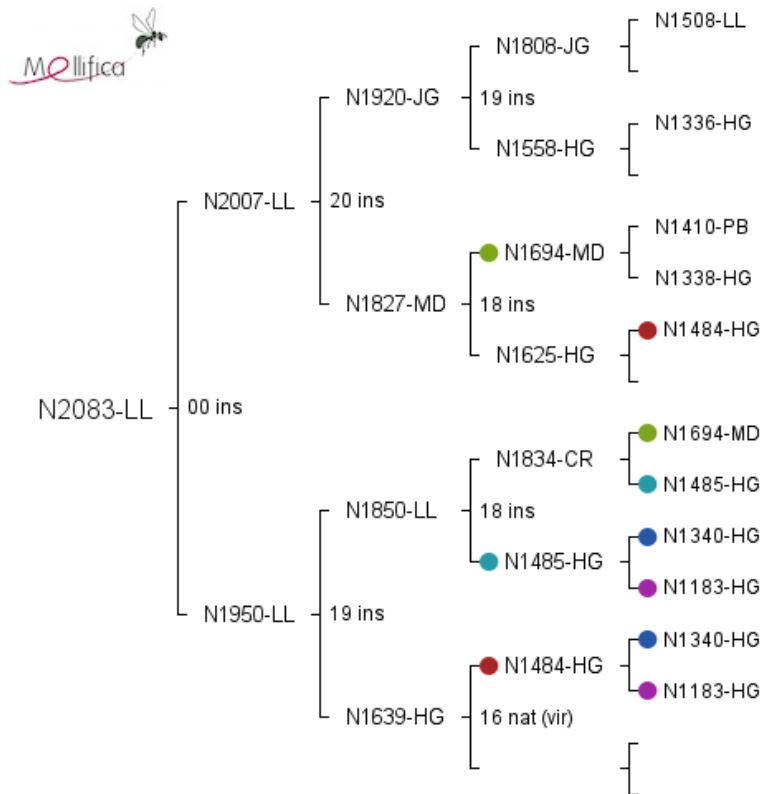 Mellifica
N1508-LL
N1808-JG
N1920-JG
19 ins
N1336-HG
N1558-HG
N2007-LL
20 ins
N1410-PB
N1694-MD
N1338-HG
N1827-MD
18 ins
N1484-HG
N1625-HG
N2083-LL
00 ins
N1694-MD
N1834-CR
N1485-HG
N1850-LL
18 ins
N1340-HG
N1485-HG
N1183-HG
N1950-LL
19 ins
N1340-HG
N1484-HG
N1183-HG
N1639-HG
16 nat (vir)